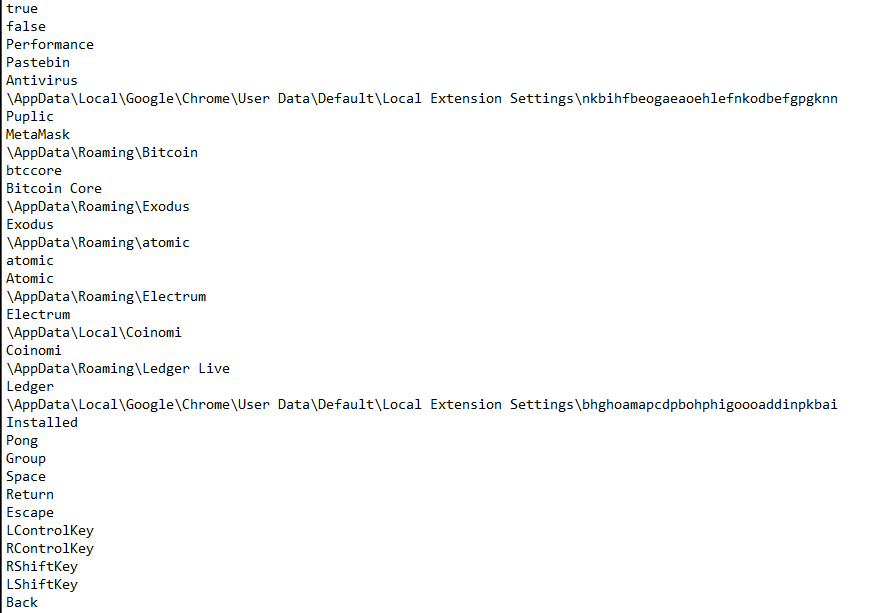 true
false
Performance
Pastebin
Antivirus
\AppData\Local\Google\Chrome\User Data\Default\Local Extension Settings\nkbihfbeogaeaoehlefnkodbefgpgknn
Puplic
MetaMask
\AppData\Roaming\Bitcoin
btccore
Bitcoin Core
\AppData\Roaming\Exodus
Exodus
\AppData\Roaming\atomic
atomic
Atomic
\AppData\Roaming\Electrum
Electrum
\AppData\Local\Coinomi
Coinomi
\AppData\Roaming\Ledger Live
Ledger
\AppData\Local\Google\Chrome\User Data\Default\Local Extension Settings\bhghoamapcdpbohphigoooaddinpkbai
Installed
Pong
Group
Space
Return
Escape
LControlKey
RControlKey
RShiftKey
LShiftKey
Back